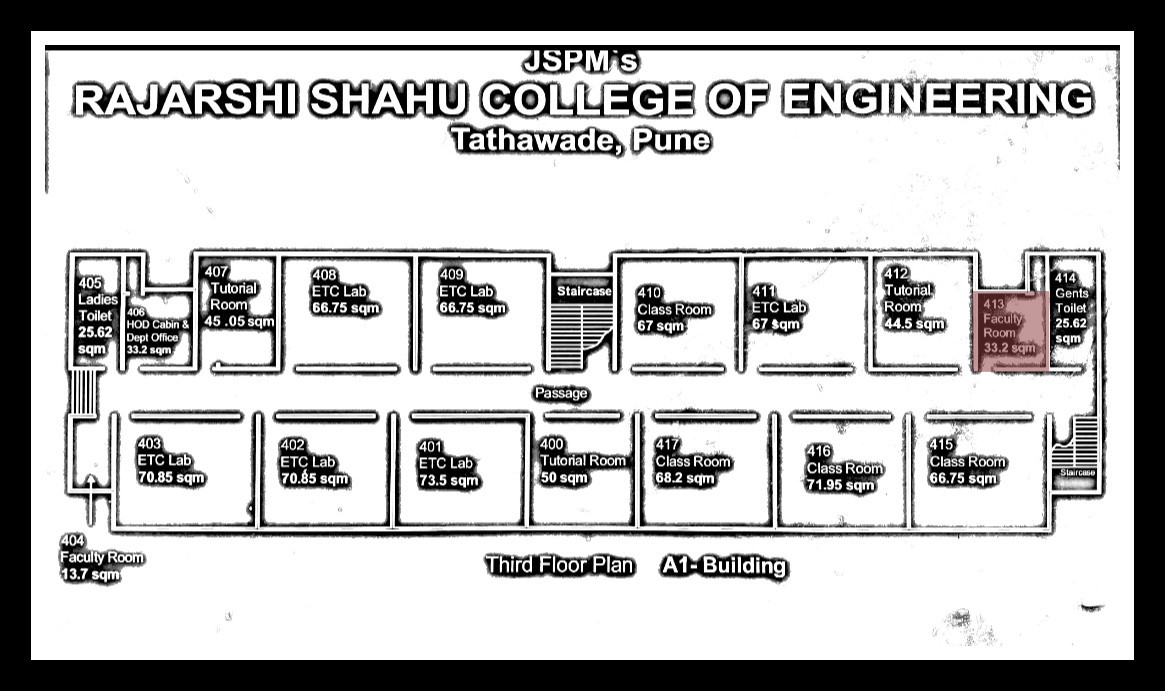 JSPM's
RAJARSHI SHAHU COLLEGE OF ENGINEERING
Tathawade, Pune
405
Ladies
Toilet
25.62
sqm
406
HOD Cabin &
Dept Office
33.2 sqm
407
Tutorial
Room
45 .05 sqm
408
ETC Lab
66.75 sqm
409
ETC Lab
66.75 sqm
Staircase
410
Class Room
67 sqm
411
ETC Lab
67 sqm
412
Tutorial
Room
44.5 sqm
413
Faculty
Room
33.2 sqm
414
Gents
Toilet
25.62
sqm
Passage
403
ETC Lab
70.85 sqm
402
ETC Lab
70.85 sqm
401
ETC Lab
73.5 sqm
400
Tutorial Room
50 sqm
417
Class Room
68.2 sqm
416
Class Room
71.95 sqm
415
Class Room
66.75 sqm
Staircase
404
Faculty Room
13.7 sqm
Third Floor Plan A1- Building